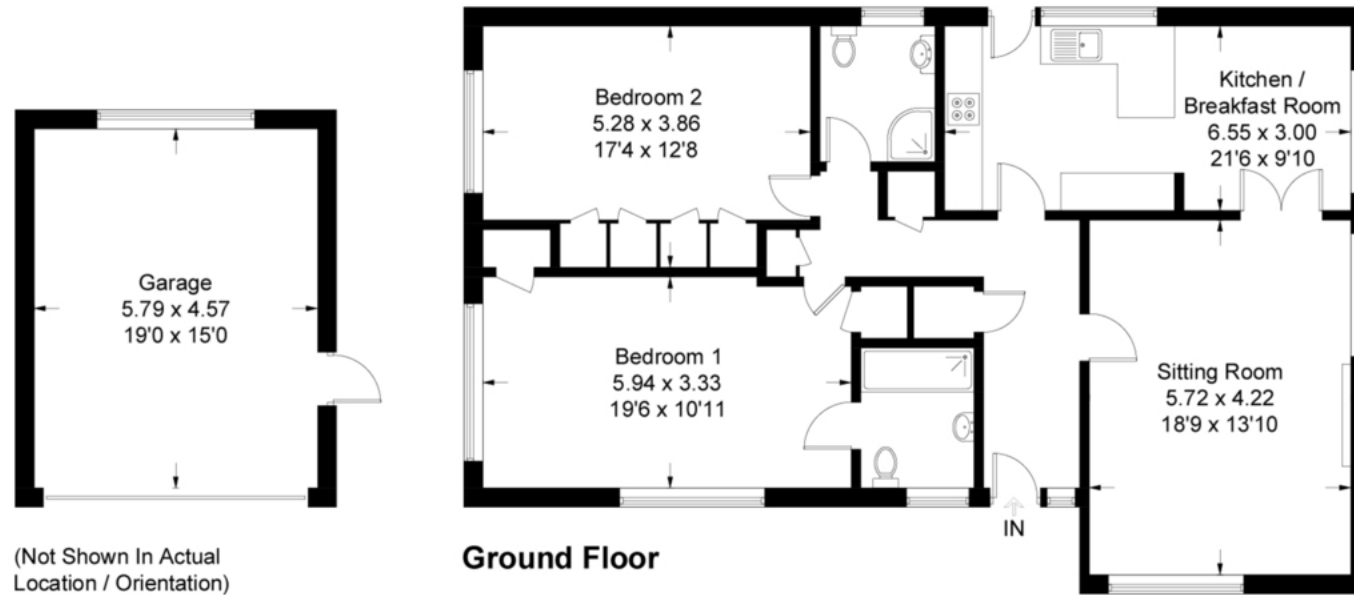 Bedroom 2
5.28 x 3.86
17'4 x 12'8
Kitchen /
Breakfast Room
6.55 x 3.00
21'6 x 9'10
Garage
5.79 x 4.57
19'0 x 15'0
Bedroom 1
5.94 x 3.33
19'6 x 10'11
Sitting Room
5.72 x 4.22
18'9 x 13'10
IN
(Not Shown In Actual
Location / Orientation)
Ground Floor